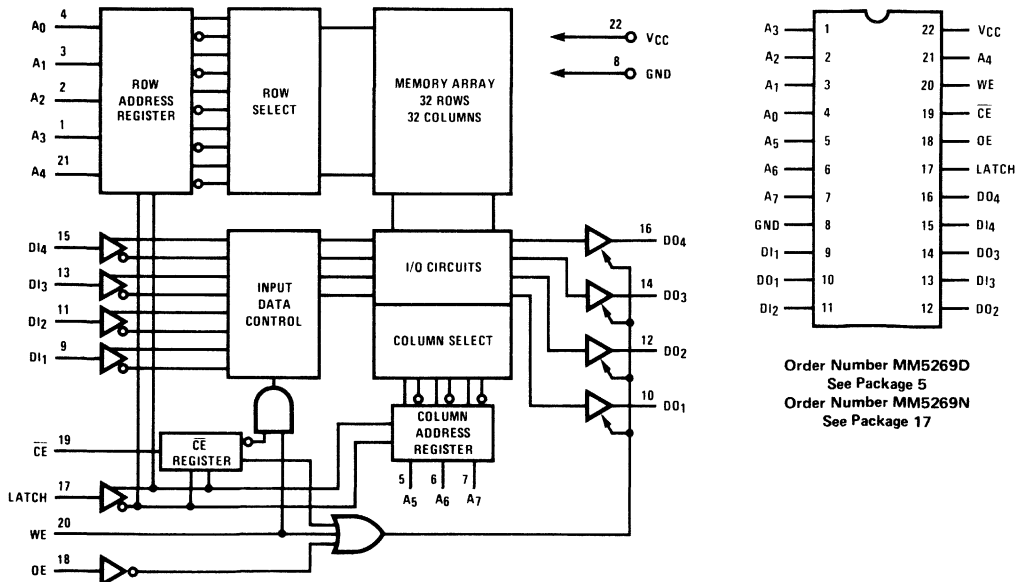 A0 4
A1 3
A2 2
A3 1
A4 21
ROW
ADDRESS
REGISTER
ROW
SELECT
MEMORY ARRAY
32 ROWS
32 COLUMNS
22 VCC
8 GND
DI4 15
DI3 13
DI2 11
DI1 9
INPUT
DATA
CONTROL
I/O CIRCUITS
COLUMN SELECT
16 DO4
14 DO3
12 DO2
10 DO1
CE 19
CE
REGISTER
COLUMN
ADDRESS
REGISTER
5 6 7
A5 A6 A7
LATCH 17
WE 20
OE 18
A3 1 22 VCC
A2 2 21 A4
A1 3 20 WE
A0 4 19 CE
A5 5 18 OE
A6 6 17 LATCH
A7 7 16 DO4
GND 8 15 DI4
DI1 9 14 DO3
DO1 10 13 DI3
DI2 11 12 DO2
Order Number MM5269D
See Package 5
Order Number MM5269N
See Package 17